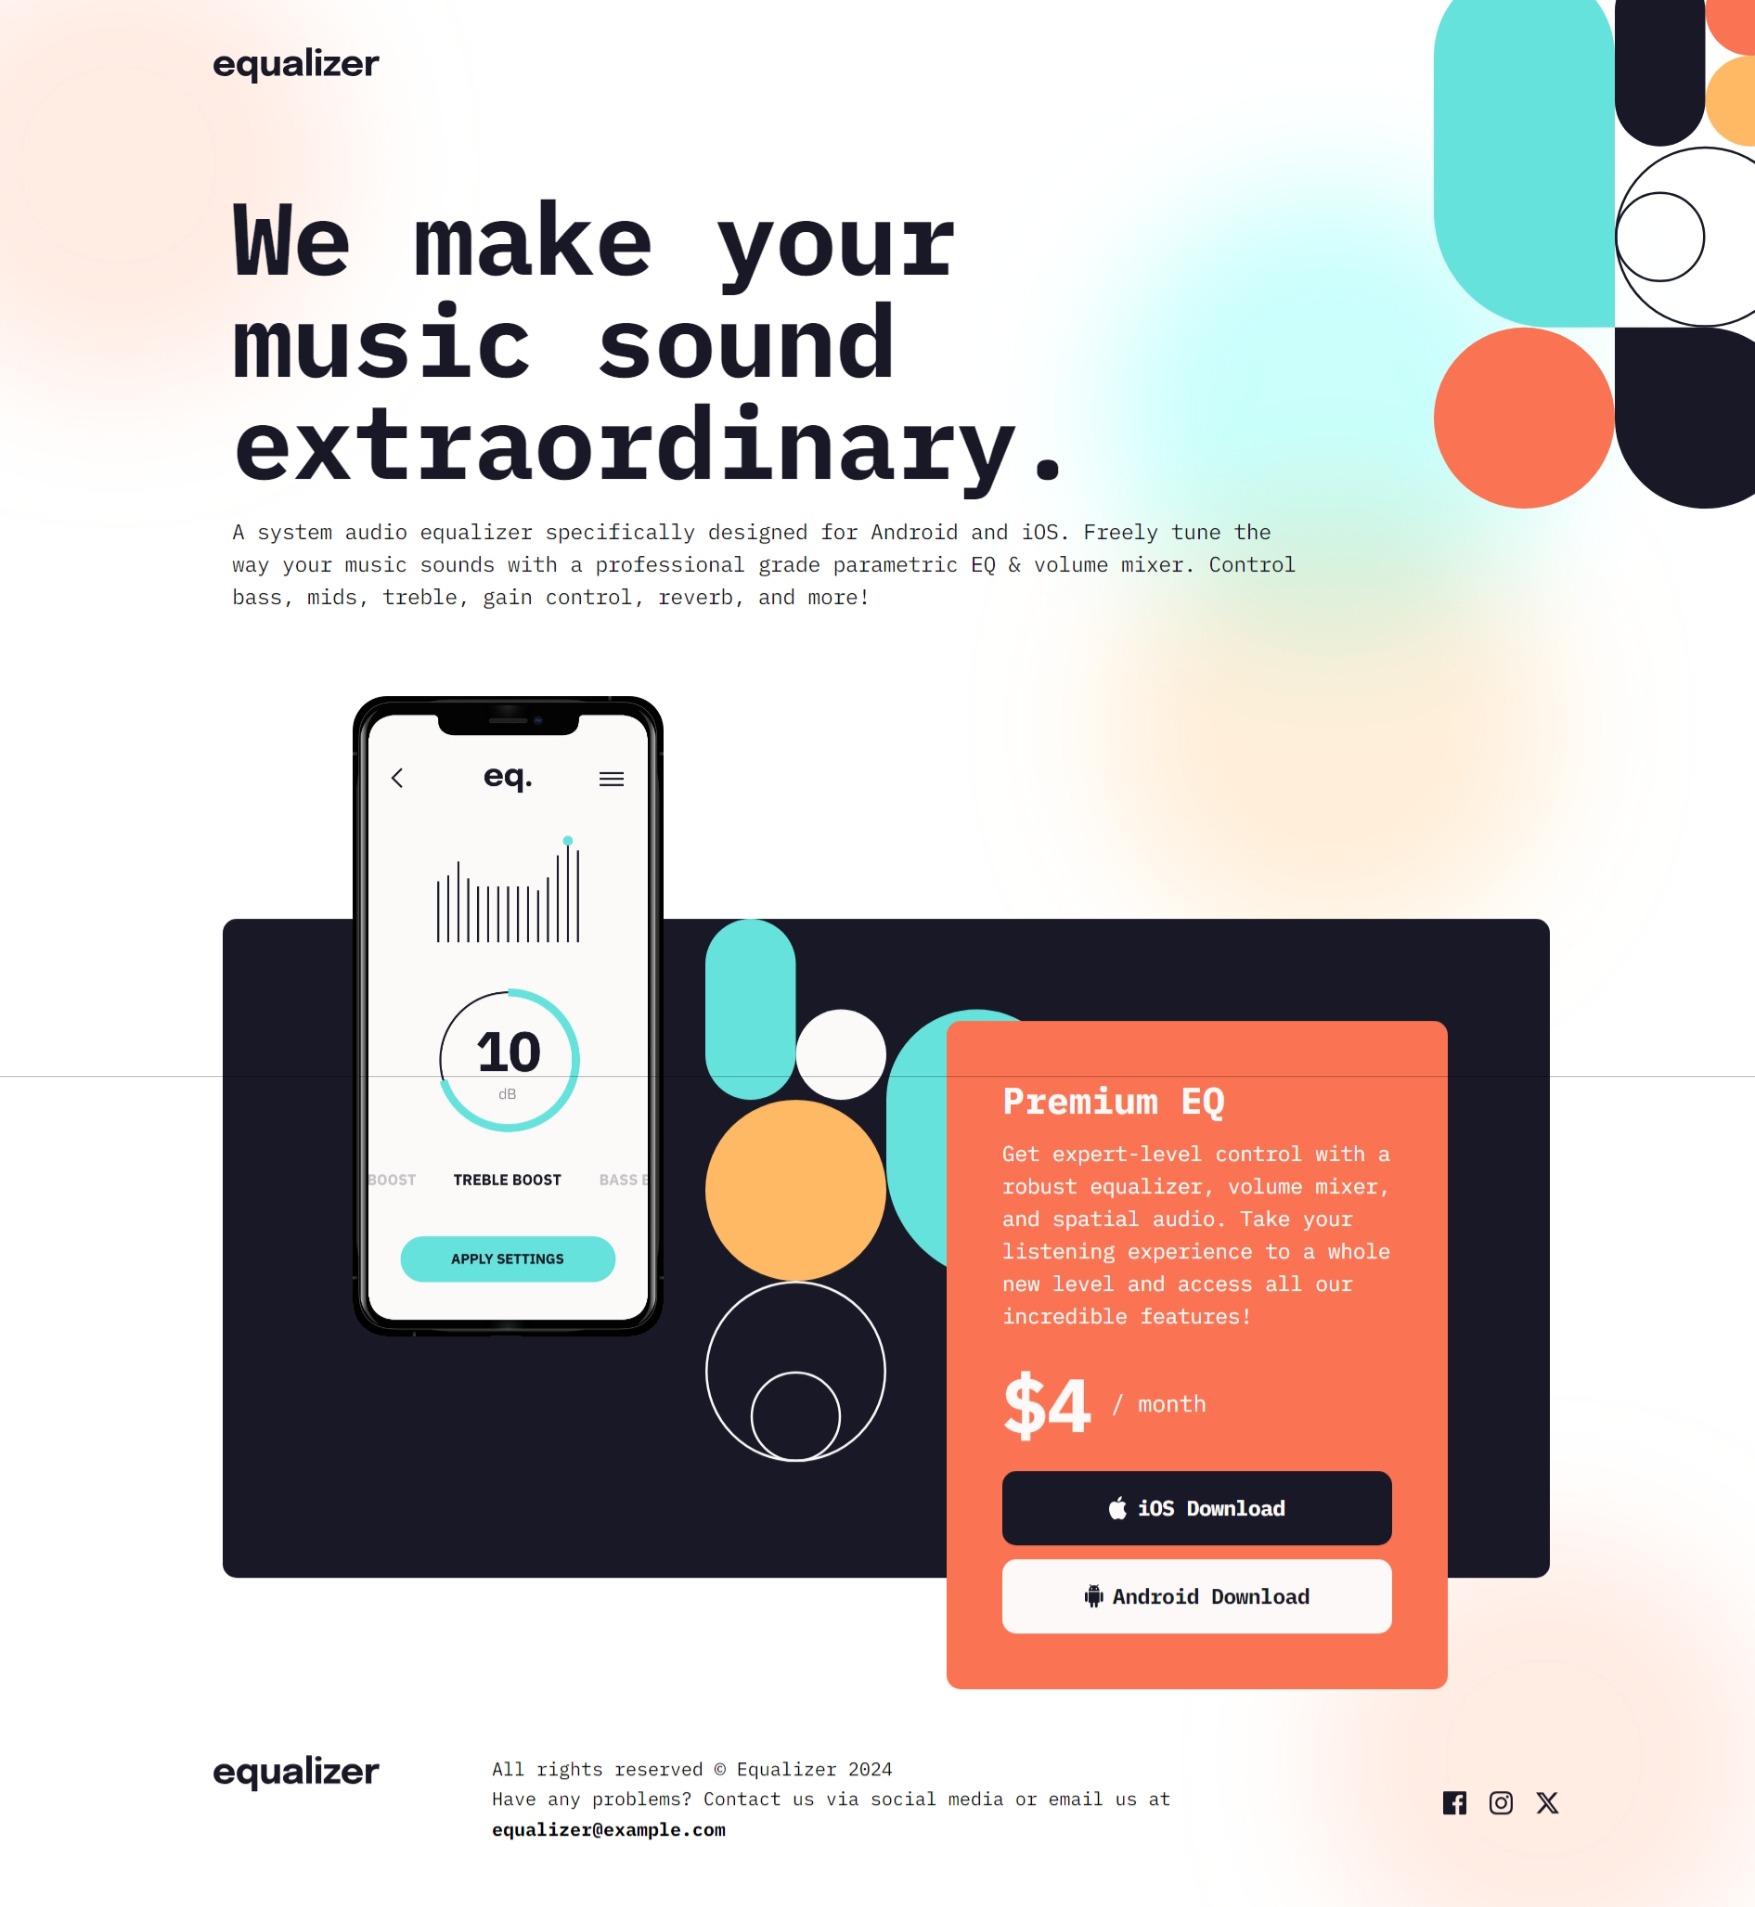 equalizer
We make your
music sound
extraordinary.
A system audio equalizer specifically designed for Android and iOS. Freely tune the
way your music sounds with a professional grade parametric EQ & volume mixer. Control
bass, mids, treble, gain control, reverb, and more!
eq.
10
dB
BOOST TREBLE BOOST BASS
APPLY SETTINGS
Premium EQ
Get expert-level control with a
robust equalizer, volume mixer,
and spatial audio. Take your
listening experience to a whole
new level and access all our
incredible features!
$4 / month
iOS Download
Android Download
equalizer
All rights reserved © Equalizer 2024
Have any problems? Contact us via social media or email us at
equalizer@example.com